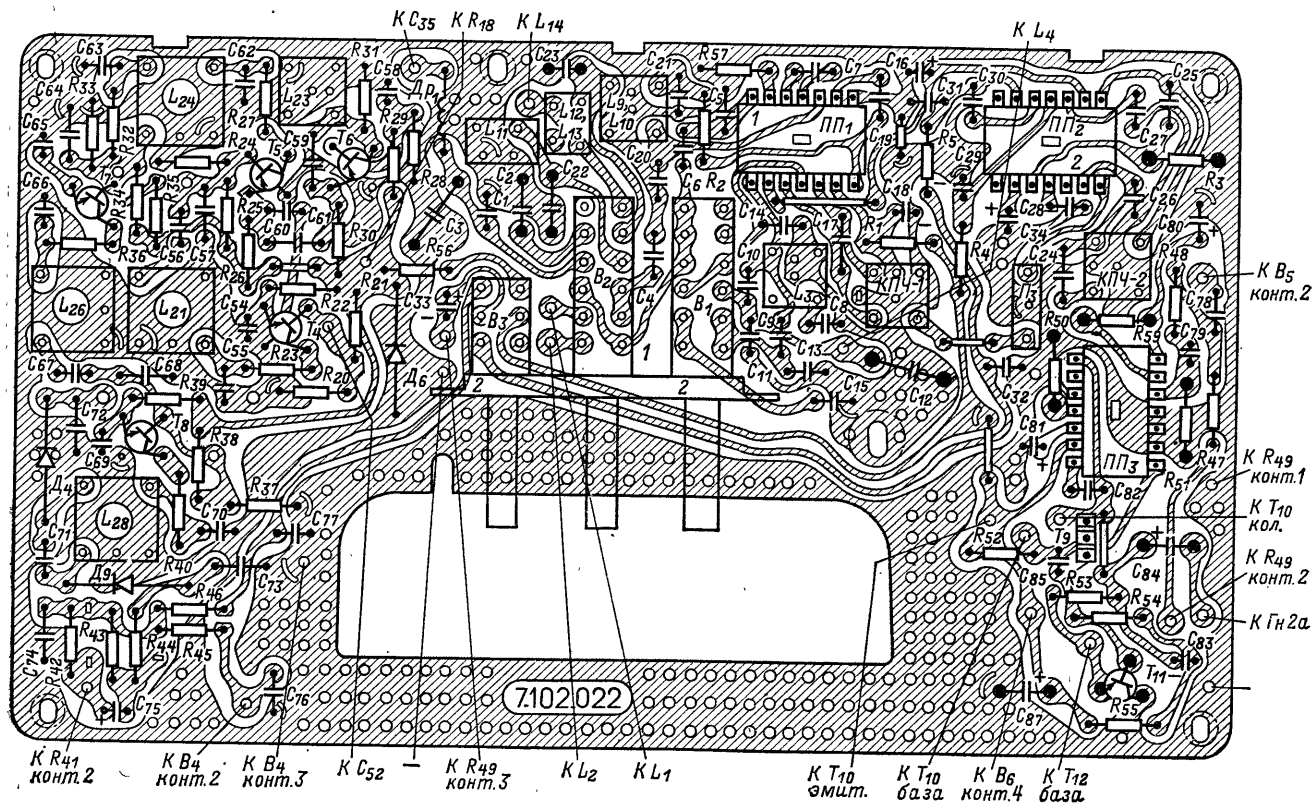 К C35
К R18
К L14
К L4
C63
C62
R31
C58
ДР1
C23
C21
R57
C7
C16
C31
C30
C25
C64
R33
R32
L24
R27
L23
R29
L11
L12,
L13
L9,
L10
C5
1
ПП1
C19
R5
ПП2
2
C27
C65
R24
T5
C59
T6
R28
C2
C22
C20
C6
R2
C29
R3
C66
T7
R34
R35
R25
C61
C60
R30
C3
C1
C14
C17
C18
R1
C28
C26
C80
R36
C56
C57
R26
R56
B2
C4
C10
R4
C34
C24
R48
К B5
конт.2
L26
L21
C54
R22
R21
C33
B3
B1
L3
КПЧ-1
КПЧ-2
C78
T4
C55
R23
C8
C9
C13
R50
R59
C79
C67
C68
R39
R20
Д6
1
2
2
C11
C15
C12
C32
C72
T8
R38
C69
C81
ПП3
R47
Д4
R51
К R49
конт.1
L28
R37
C70
C77
C82
К T10
кол.
C71
R40
C73
R52
T9
C85
C84
К R49
конт.2
Д9
R46
R53
R54
К Гн2а
C74
R42
R43
R44
R45
C83
C75
C76
7.102.022
T11
C87
R55
К R41
конт.2
К B4
конт.2
К B4
конт.3
К C52
—
К R49
конт.3
К L2
К L1
К T10
эмит.
К T10
база
К B6
конт.4
К T12
база